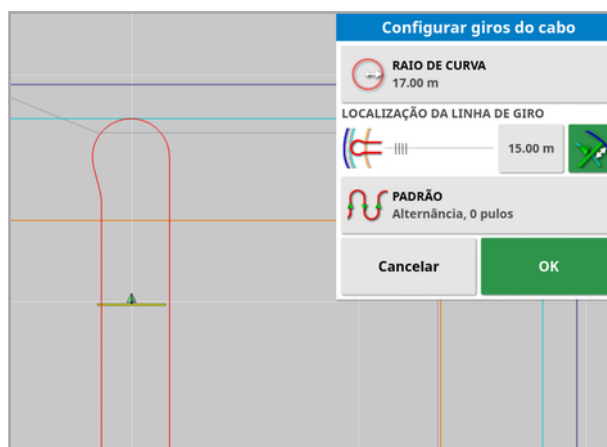 Configurar giros do cabo
RAIO DE CURVA
17.00 m
LOCALIZAÇÃO DA LINHA DE GIRO
15.00 m
PADRÃO
Alternância, 0 pulos
Cancelar
OK